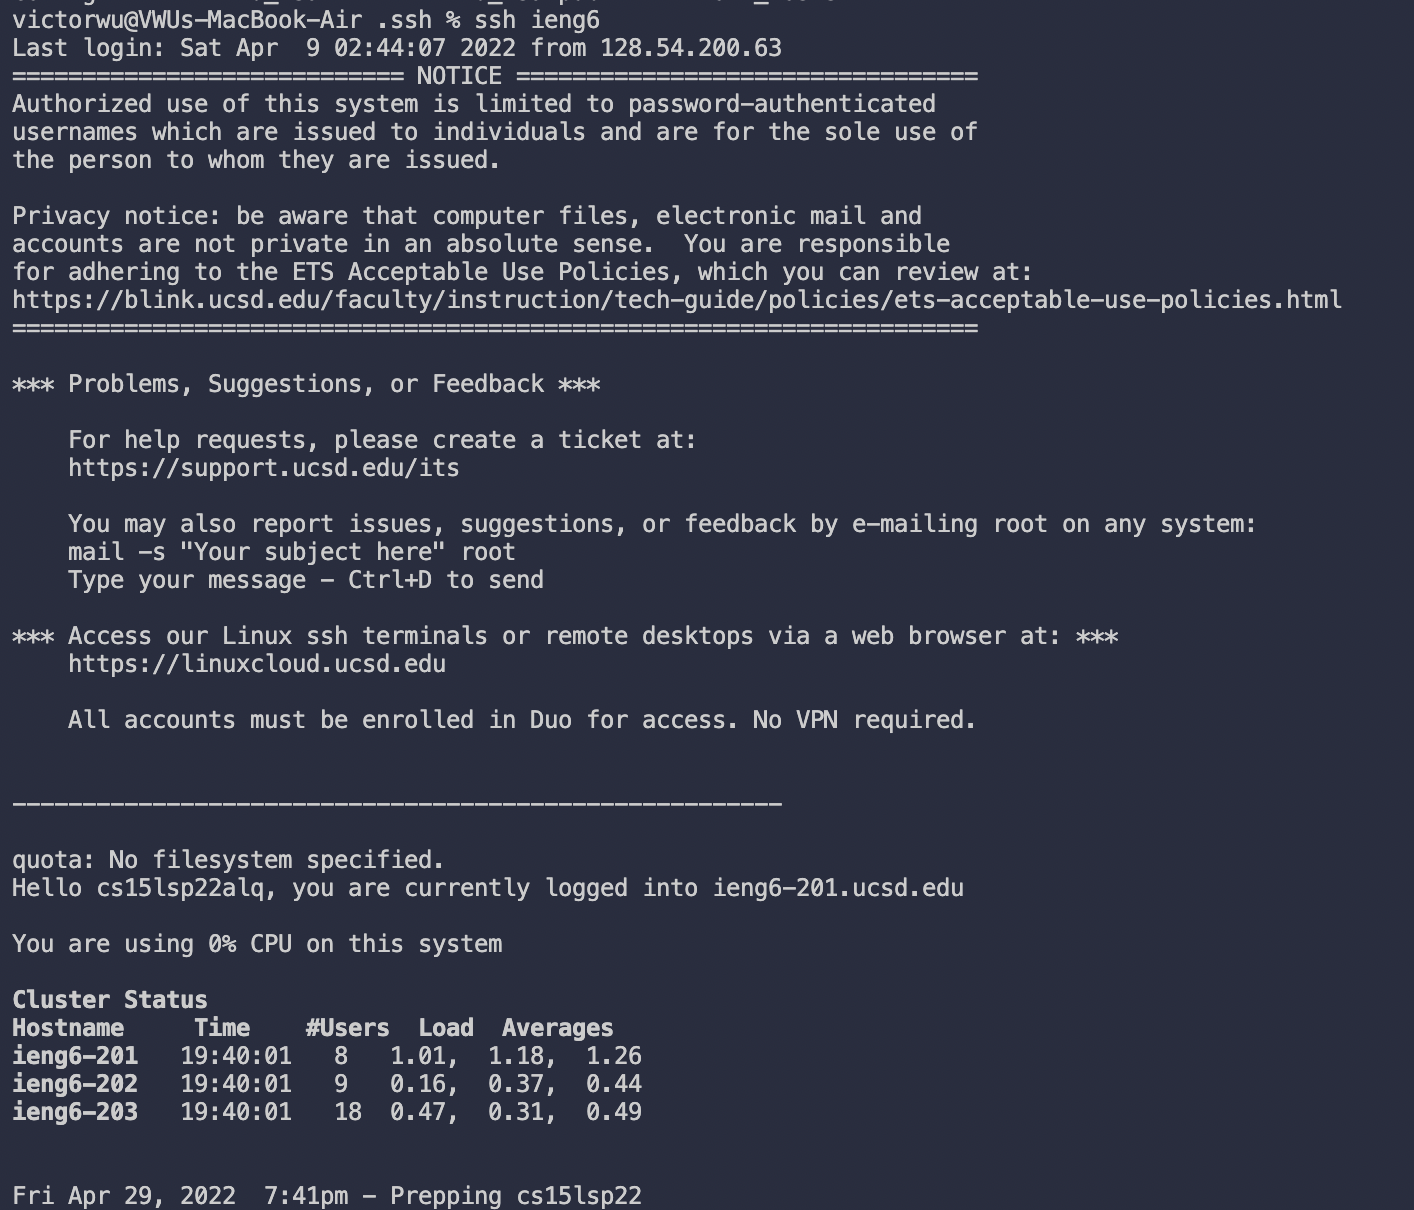 victorwu@VWUs-MacBook-Air .ssh % ssh ieng6
Last login: Sat Apr  9 02:44:07 2022 from 128.54.200.63
============================ NOTICE =================================
Authorized use of this system is limited to password-authenticated
usernames which are issued to individuals and are for the sole use of
the person to whom they are issued.

Privacy notice: be aware that computer files, electronic mail and
accounts are not private in an absolute sense.  You are responsible
for adhering to the ETS Acceptable Use Policies, which you can review at:
https://blink.ucsd.edu/faculty/instruction/tech-guide/policies/ets-acceptable-use-policies.html
=====================================================================

*** Problems, Suggestions, or Feedback ***

    For help requests, please create a ticket at:
    https://support.ucsd.edu/its

    You may also report issues, suggestions, or feedback by e-mailing root on any system:
    mail -s "Your subject here" root
    Type your message - Ctrl+D to send

*** Access our Linux ssh terminals or remote desktops via a web browser at: ***
    https://linuxcloud.ucsd.edu

    All accounts must be enrolled in Duo for access. No VPN required.


-------------------------------------------------------

quota: No filesystem specified.
Hello cs15lsp22alq, you are currently logged into ieng6-201.ucsd.edu

You are using 0% CPU on this system

Cluster Status
Hostname     Time    #Users  Load  Averages
ieng6-201   19:40:01   8   1.01,  1.18,  1.26
ieng6-202   19:40:01   9   0.16,  0.37,  0.44
ieng6-203   19:40:01   18  0.47,  0.31,  0.49


Fri Apr 29, 2022  7:41pm - Prepping cs15lsp22